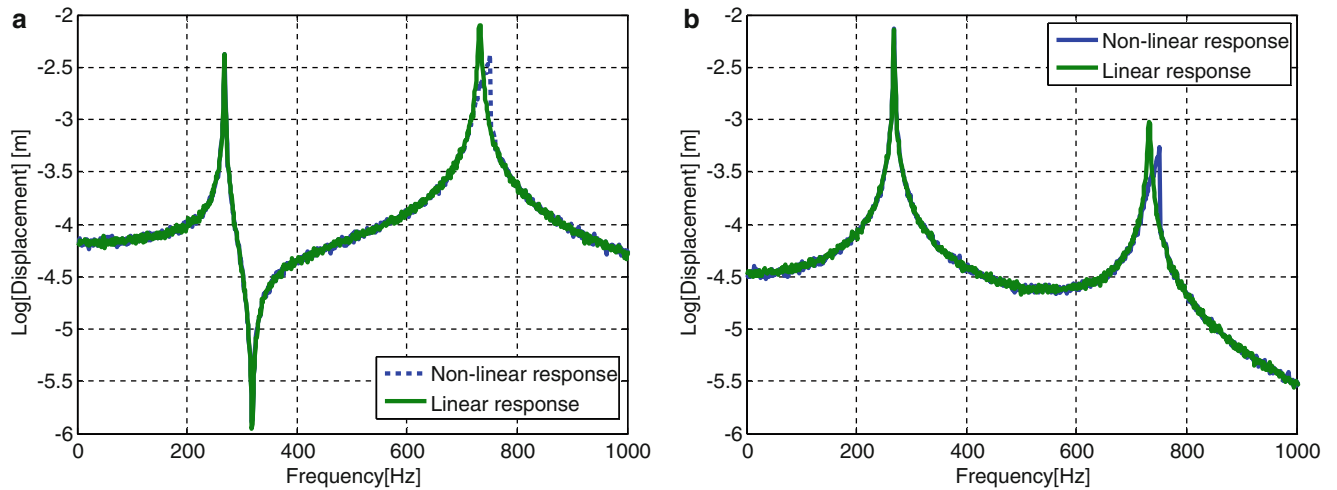 a
-2
-2.5
-3
-3.5
-4
-4.5
-5
-5.5
-6
0 200 400 600 800 1000
Log[Displacement] [m]
Frequency[Hz]
Non-linear response
Linear response
b
-2
-2.5
-3
-3.5
-4
-4.5
-5
-5.5
-6
0 200 400 600 800 1000
Log[Displacement] [m]
Frequency[Hz]
Non-linear response
Linear response